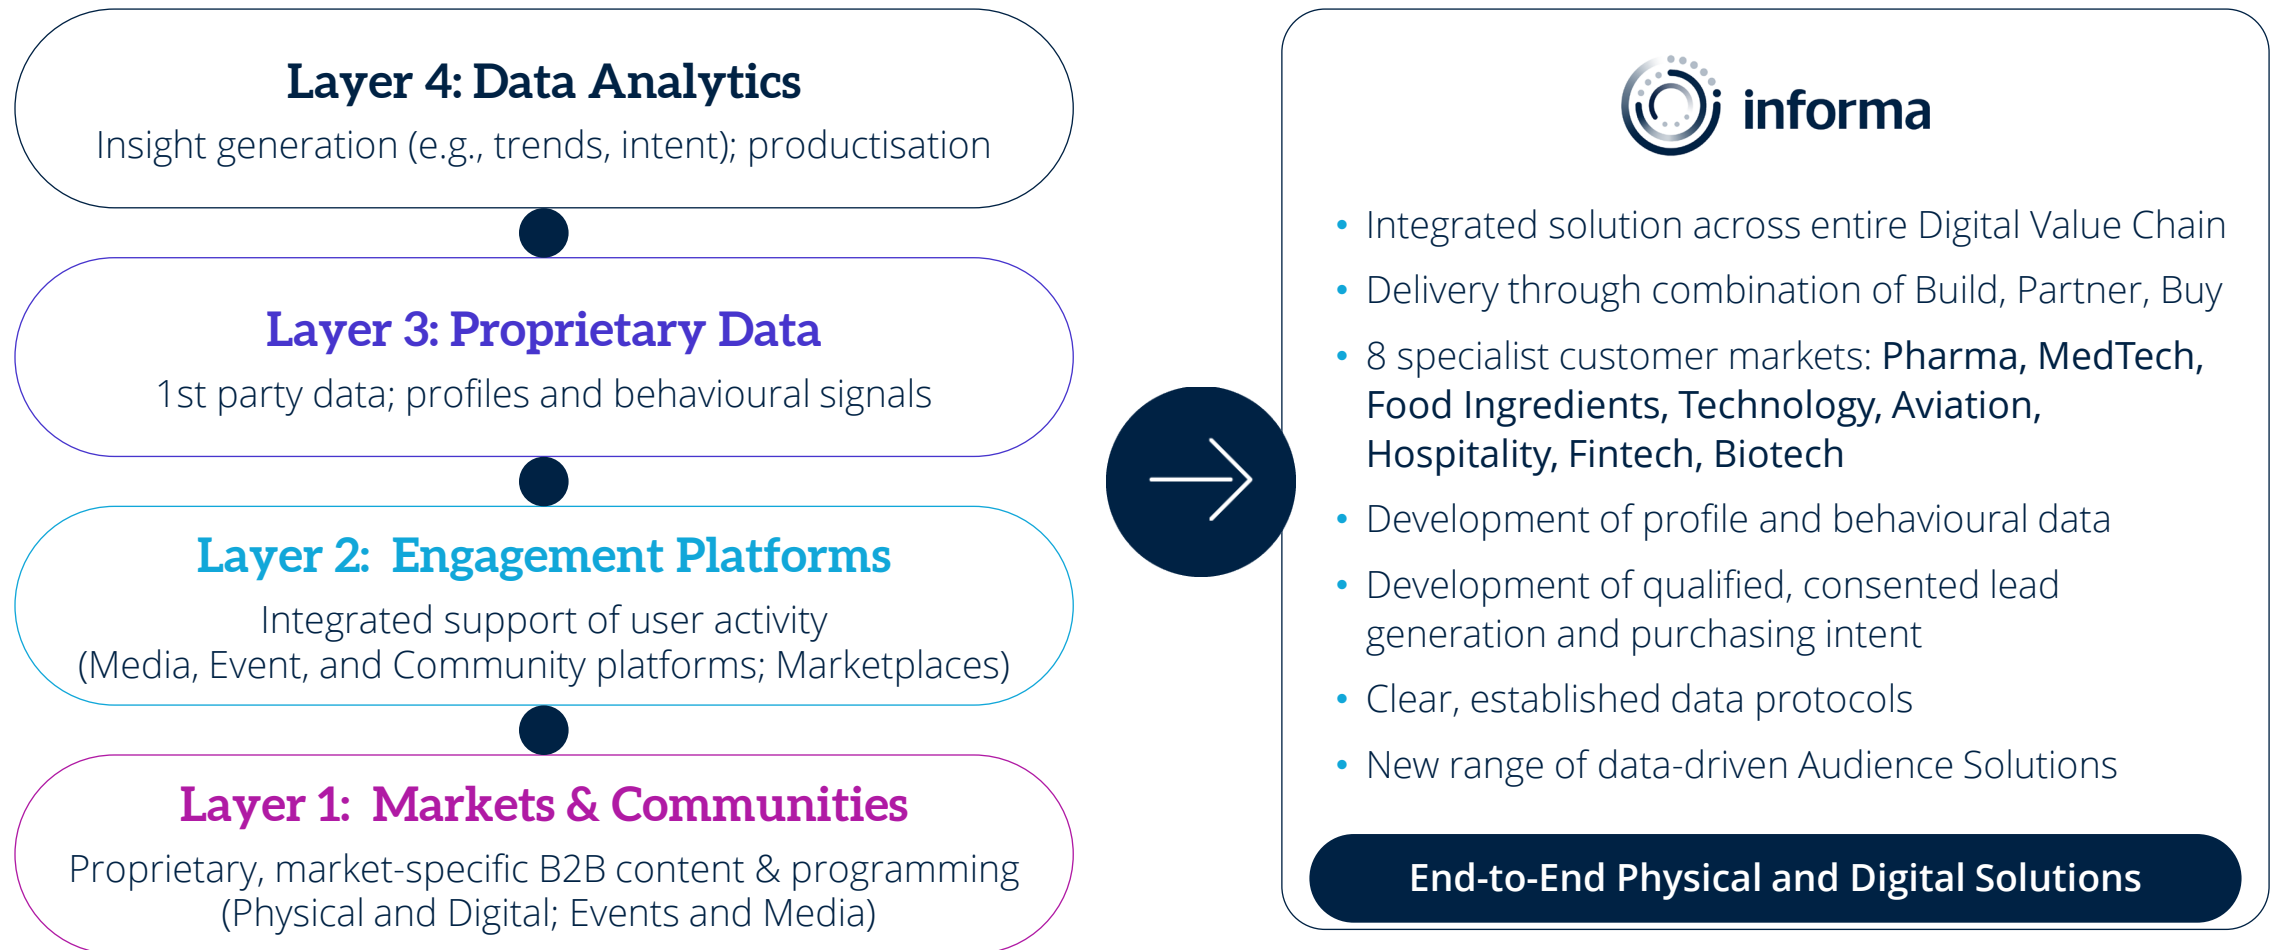 Layer 4: Data Analytics
Insight generation (e.g., trends, intent); productisation
Layer 3: Proprietary Data
1st party data; profiles and behavioural signals
Layer 2: Engagement Platforms
Integrated support of user activity
(Media, Event, and Community platforms; Marketplaces)
Layer 1: Markets & Communities
Proprietary, market-specific B2B content & programming
(Physical and Digital; Events and Media)
informa
• Integrated solution across entire Digital Value Chain
• Delivery through combination of Build, Partner, Buy
• 8 specialist customer markets: Pharma, MedTech,
Food Ingredients, Technology, Aviation,
Hospitality, Fintech, Biotech
• Development of profile and behavioural data
• Development of qualified, consented lead
generation and purchasing intent
• Clear, established data protocols
• New range of data-driven Audience Solutions
End-to-End Physical and Digital Solutions